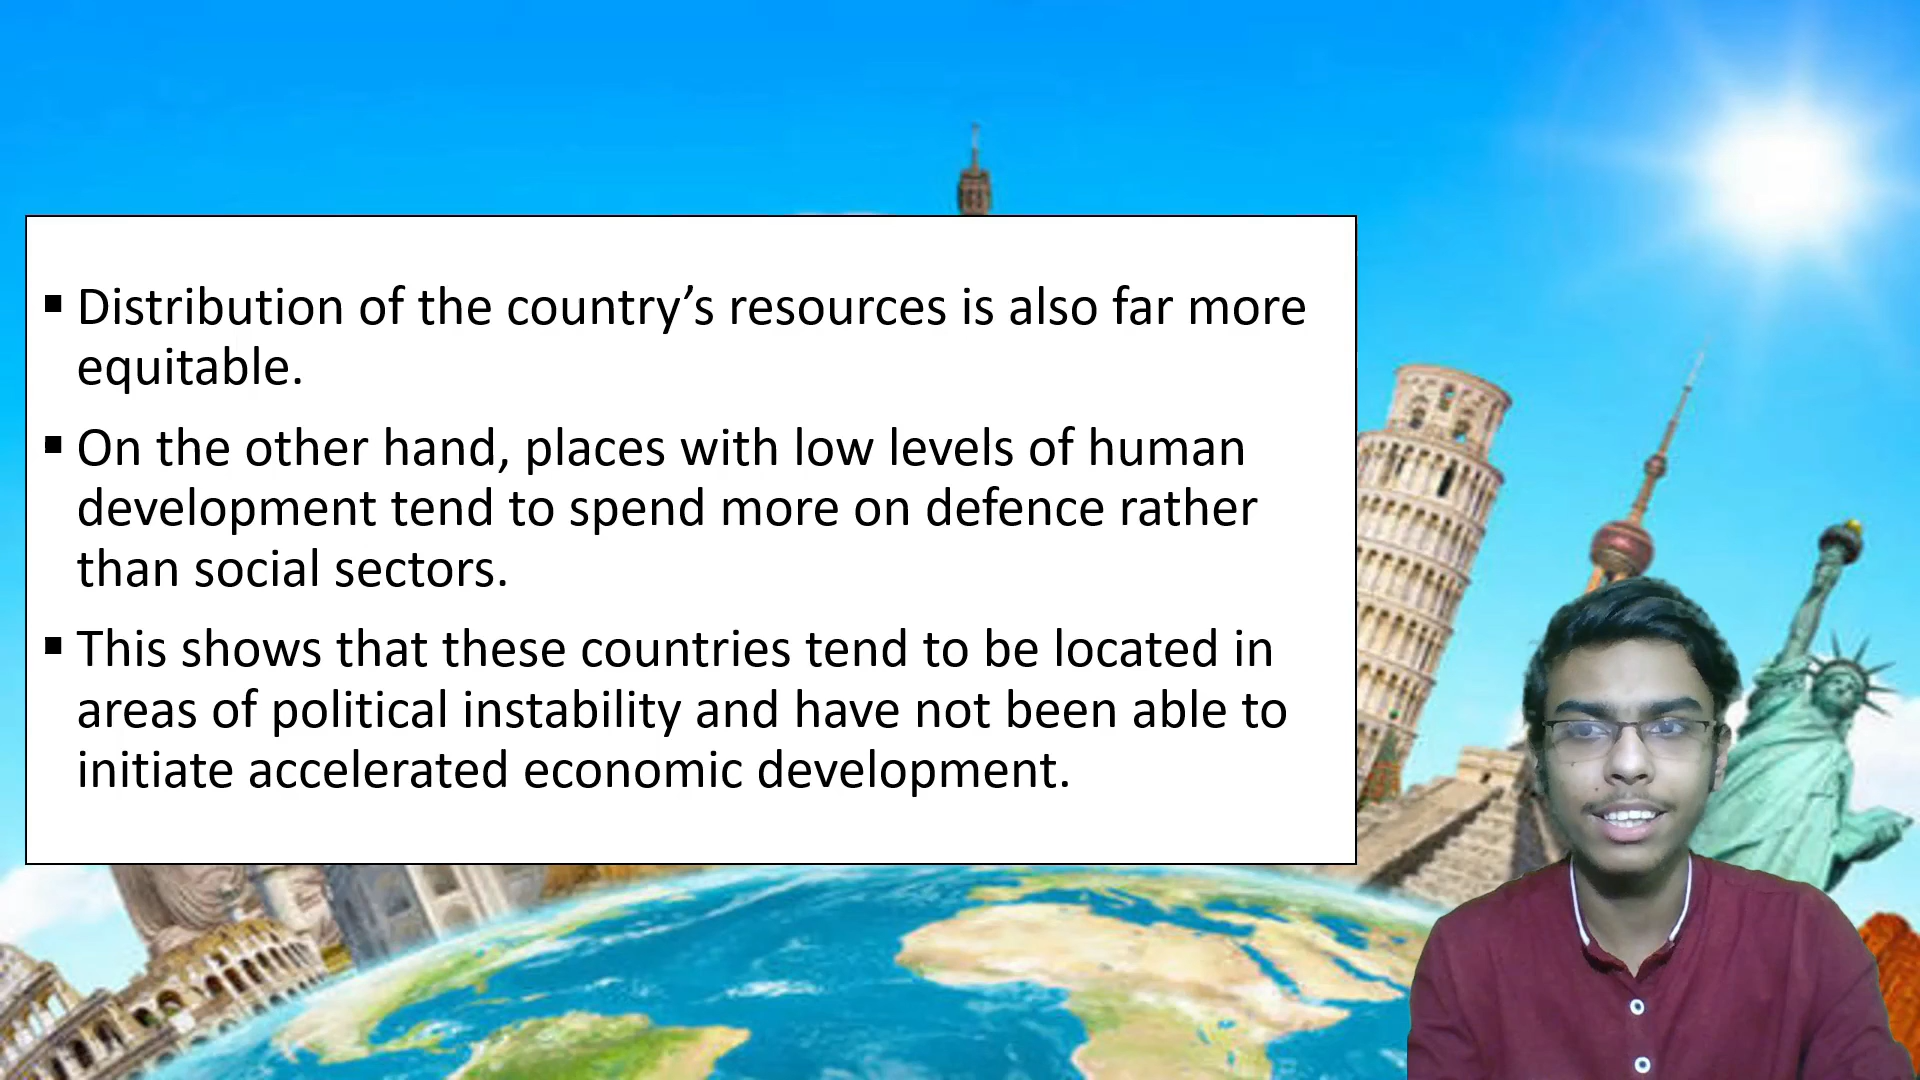 ▪ Distribution of the country’s resources is also far more
equitable.
▪ On the other hand, places with low levels of human
development tend to spend more on defence rather
than social sectors.
▪ This shows that these countries tend to be located in
areas of political instability and have not been able to
initiate accelerated economic development.